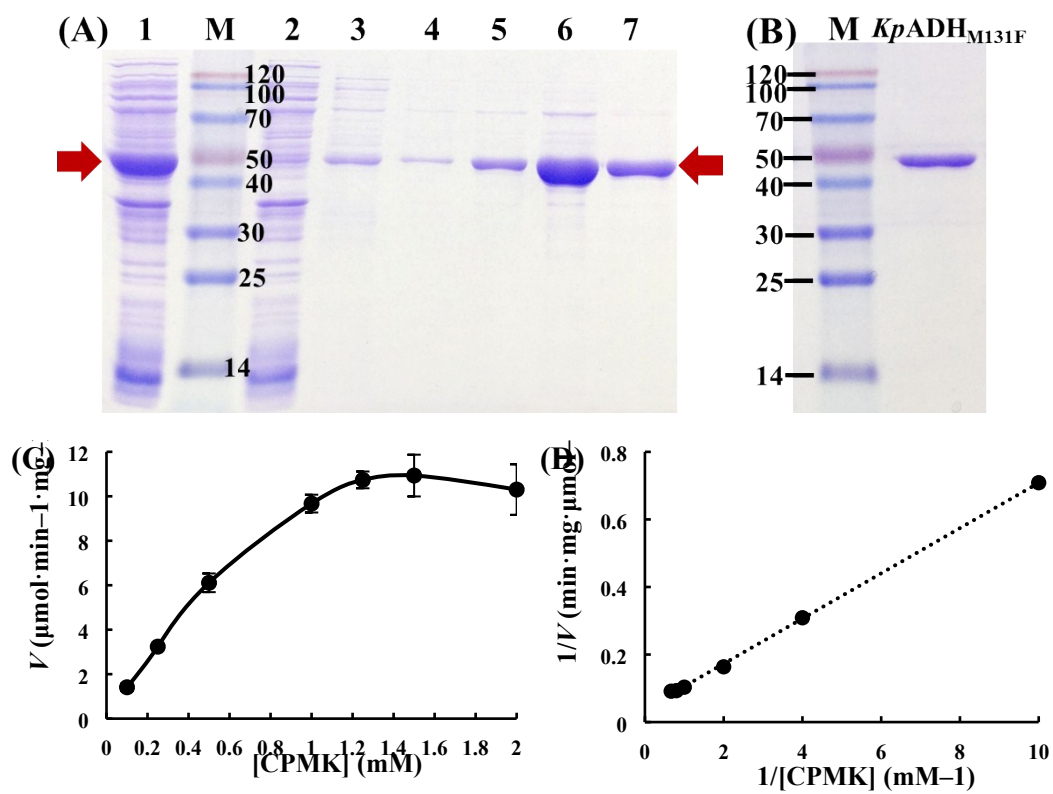 (A) 1 M 2 3 4 5 6 7
120
100
70
50
40
30
25
14
(B) M KpADHM131F
120
100
70
50
40
30
25
14
(C)
V (μmol·min–1·mg–
12
10
8
6
4
2
0
0 0.2 0.4 0.6 0.8 1 1.2 1.4 1.6 1.8 2
[CPMK] (mM)
(D)
1/V (min·mg·μmol–
0.8
0.6
0.4
0.2
0
0 2 4 6 8 10
1/[CPMK] (mM–1)